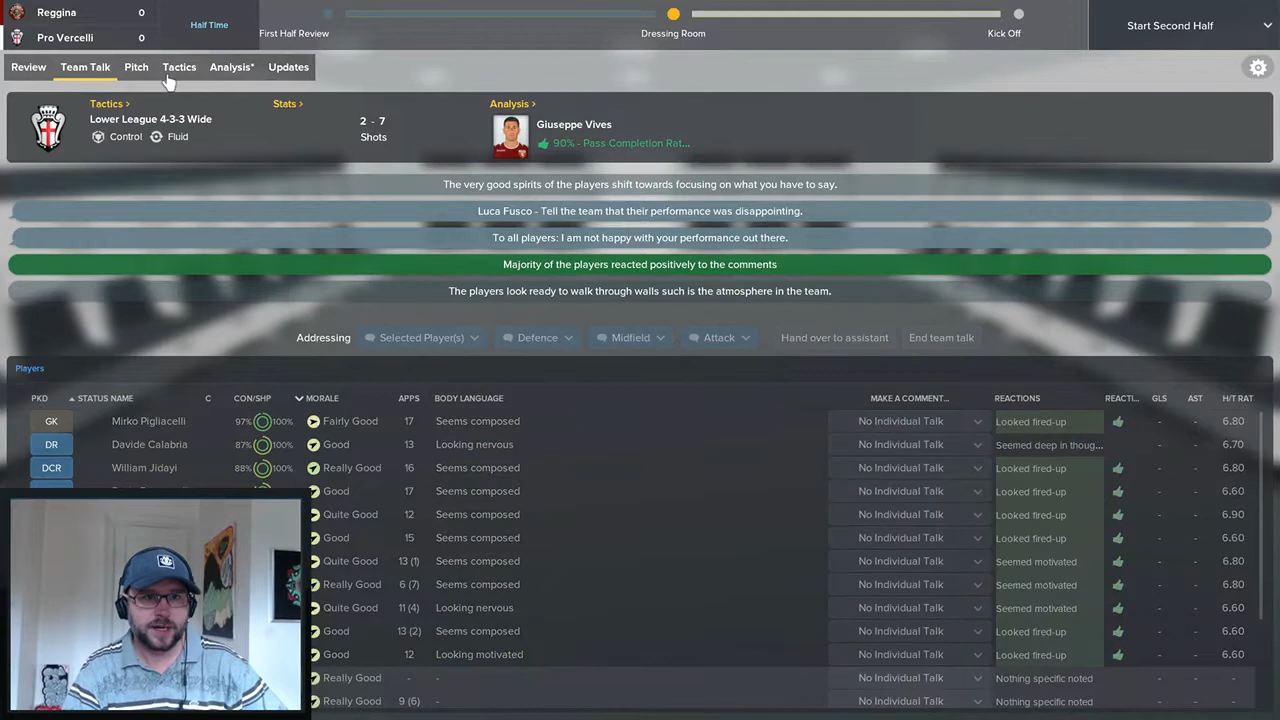 Reggina 0
Pro Vercelli 0
Half Time
First Half Review
Dressing Room
Kick Off
Start Second Half
Review Team Talk Pitch Tactics Analysis* Updates
Tactics > Stats > Analysis >
Lower League 4-3-3 Wide
Control Fluid
2 - 7
Shots
Giuseppe Vives
90% - Pass Completion Rat...
The very good spirits of the players shift towards focusing on what you have to say.
Luca Fusco - Tell the team that their performance was disappointing.
To all players: I am not happy with your performance out there.
Majority of the players reacted positively to the comments
The players look ready to walk through walls such is the atmosphere in the team.
Addressing Selected Player(s) Defence Midfield Attack Hand over to assistant End team talk
Players
PKD STATUS NAME C CON/SHP MORALE APPS BODY LANGUAGE MAKE A COMMENT... REACTIONS REACTI... GLS AST H/T RAT
GK Mirko Pigliacelli 97% 100% Fairly Good 17 Seems composed No Individual Talk Looked fired-up - - 6.80
DR Davide Calabria 87% 100% Good 13 Looking nervous No Individual Talk Seemed deep in thoug... - - 6.70
DCR William Jidayi 88% 100% Really Good 16 Seems composed No Individual Talk Looked fired-up - - 6.80
Good 17 Seems composed No Individual Talk Looked fired-up - - 6.60
Quite Good 12 Seems composed No Individual Talk Looked fired-up - - 6.90
Good 15 Seems composed No Individual Talk Looked fired-up - - 6.60
Quite Good 13 (1) Seems composed No Individual Talk Seemed motivated - - 6.80
Really Good 6 (7) Seems composed No Individual Talk Seemed motivated - - 6.80
Quite Good 11 (4) Looking nervous No Individual Talk Seemed motivated - - 6.60
Good 13 (2) Seems composed No Individual Talk Looked fired-up - - 6.60
Good 12 Looking motivated No Individual Talk Looked fired-up - - 6.60
Really Good - - No Individual Talk Nothing specific noted - - -
Really Good 9 (6) - No Individual Talk Nothing specific noted - - -